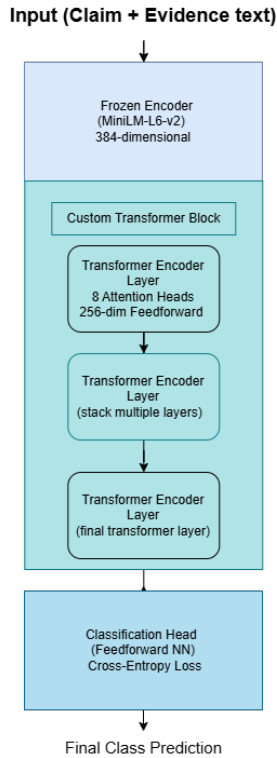 Input (Claim + Evidence text)
Frozen Encoder
(MiniLM-L6-v2)
384-dimensional
Custom Transformer Block
Transformer Encoder
Layer
8 Attention Heads
256-dim Feedforward
Transformer Encoder
Layer
(stack multiple layers)
Transformer Encoder
Layer
(final transformer layer)
Classification Head
(Feedforward NN)
Cross-Entropy Loss
Final Class Prediction